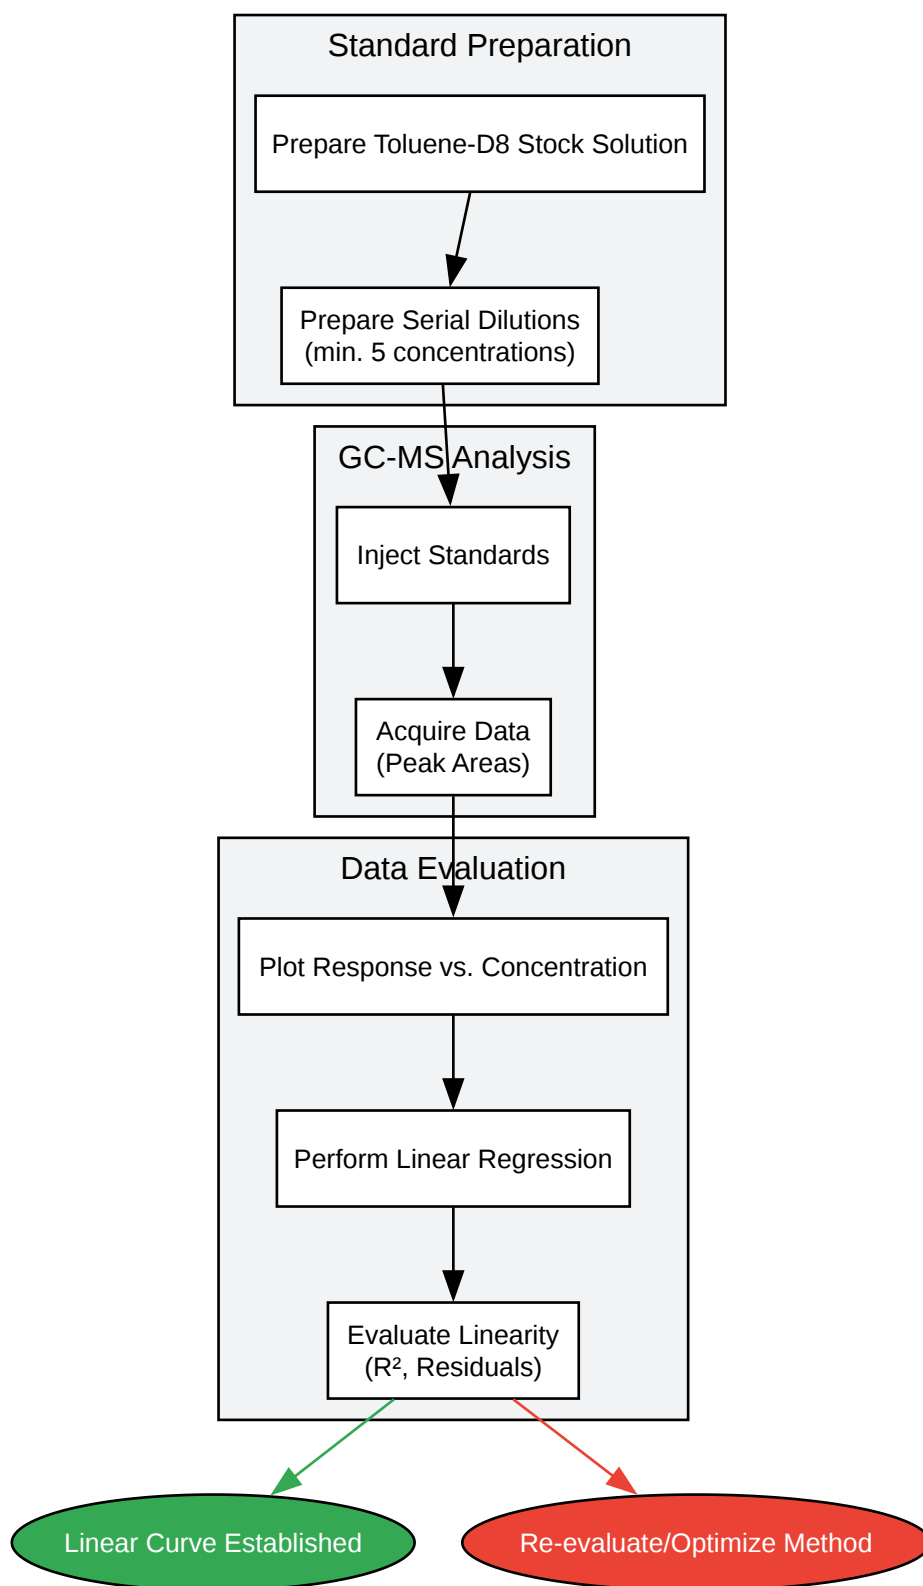 Standard Preparation
Prepare Toluene-D8 Stock Solution
Prepare Serial Dilutions
(min. 5 concentrations)
GC-MS Analysis
Inject Standards
Acquire Data
(Peak Areas)
Data Evaluation
Plot Response vs. Concentration
Perform Linear Regression
Evaluate Linearity
(R², Residuals)
Linear Curve Established
Re-evaluate/Optimize Method